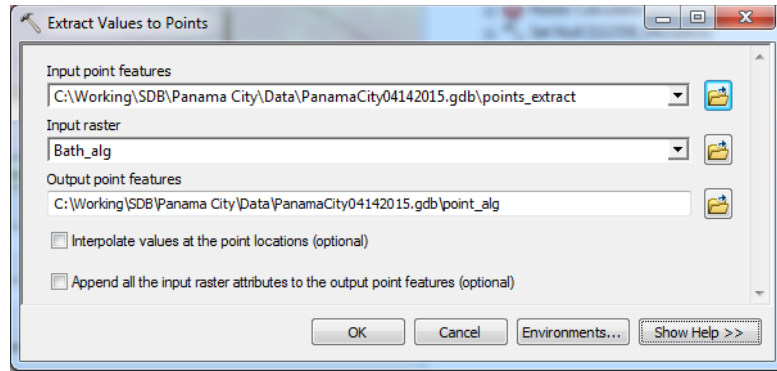 Extract Values to Points
Input point features
C:\Working\SDB\Panama City\Data\PanamaCity04142015.gdb\points_extract
Input raster
Bath_alg
Output point features
C:\Working\SDB\Panama City\Data\PanamaCity04142015.gdb\point_alg
Interpolate values at the point locations (optional)
Append all the input raster attributes to the output point features (optional)
OK Cancel Environments... Show Help >>